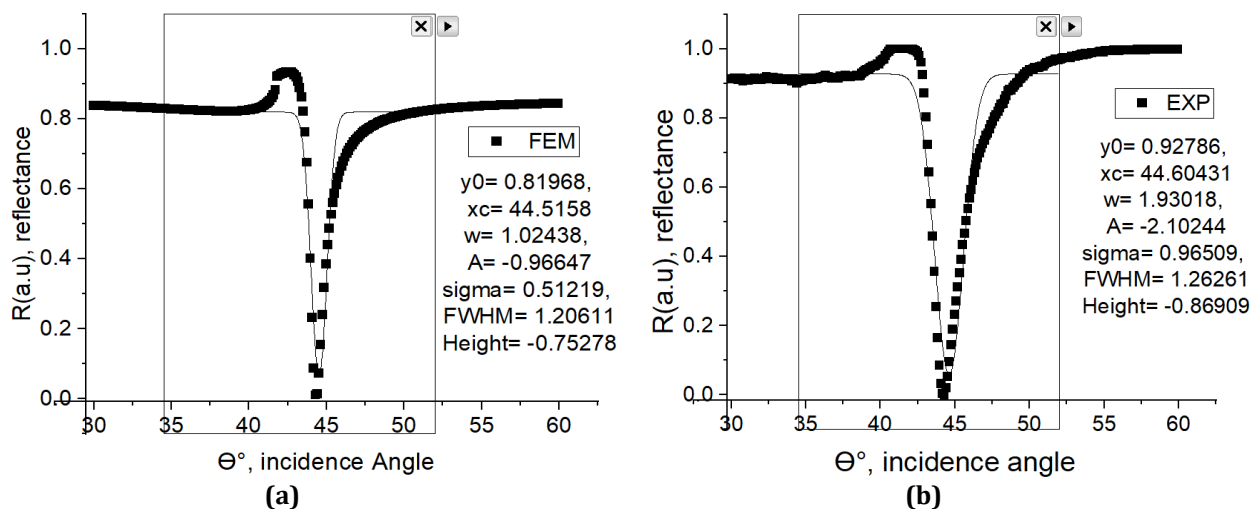 1.0
0.8
0.6
0.4
0.2
0.0
R(a.u), reflectance
30 35 40 45 50 55 60
Ɵ°, incidence Angle
FEM
y0= 0.81968,
xc= 44.5158
w= 1.02438,
A= -0.96647
sigma= 0.51219,
FWHM= 1.20611
Height= -0.75278
(a)
1.0
0.8
0.6
0.4
0.2
0.0
R(a.u), reflectance
30 35 40 45 50 55 60
Ɵ°, incidence angle
EXP
y0= 0.92786,
xc= 44.60431
w= 1.93018,
A= -2.10244
sigma= 0.96509,
FWHM= 1.26261
Height= -0.86909
(b)